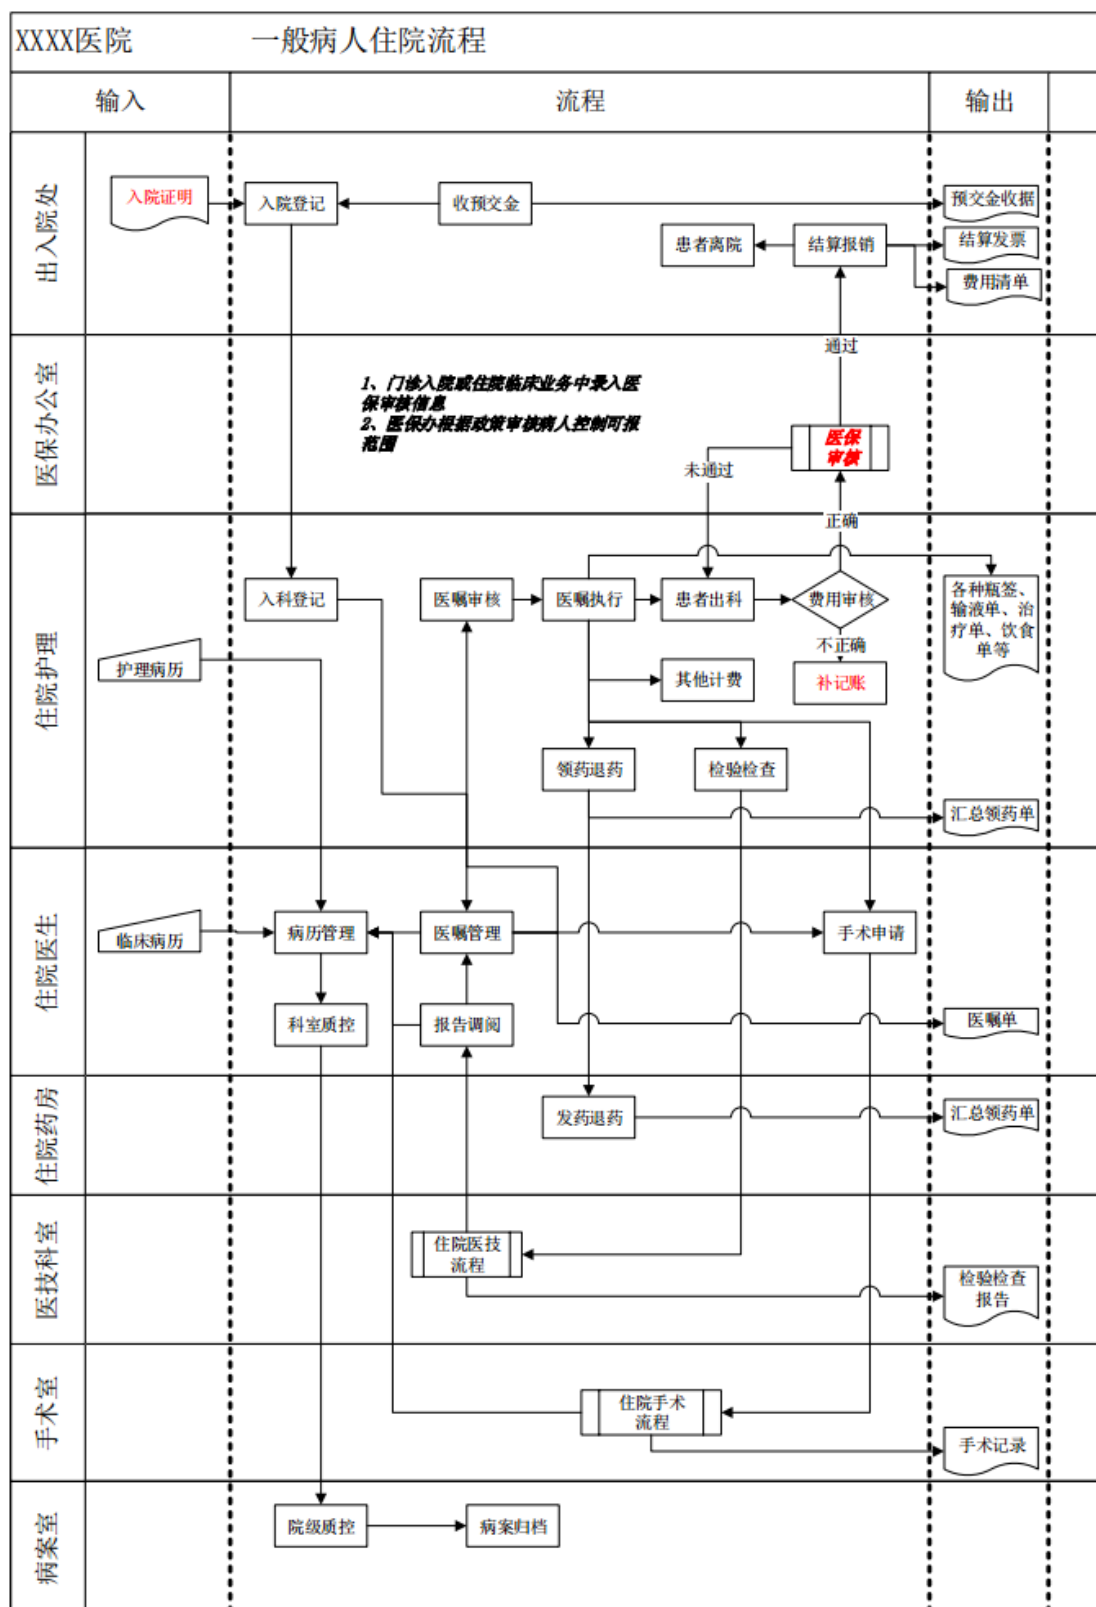 XXXX医院 一般病人住院流程
输入 流程 输出
出入院处
入院证明
入院登记
收预交金
预交金收据
患者离院
结算报销
结算发票
费用清单
通过
医保办公室
1、门诊入院或住院临床业务中录入医
保审核信息
2、医保办根据政策审核病人控制可报
范围
医保
审核
未通过
正确
住院护理
入科登记
医嘱审核
医嘱执行
患者出科
费用审核
各种瓶签、
输液单、治
疗单、饮食
单等
不正确
护理病历
其他计费
补记账
领药退药
检验检查
汇总领药单
住院医生
临床病历
病历管理
医嘱管理
手术申请
科室质控
报告调阅
医嘱单
住院药房
发药退药
汇总领药单
医技科室
住院医技
流程
检验检查
报告
手术室
住院手术
流程
手术记录
病案室
院级质控
病案归档